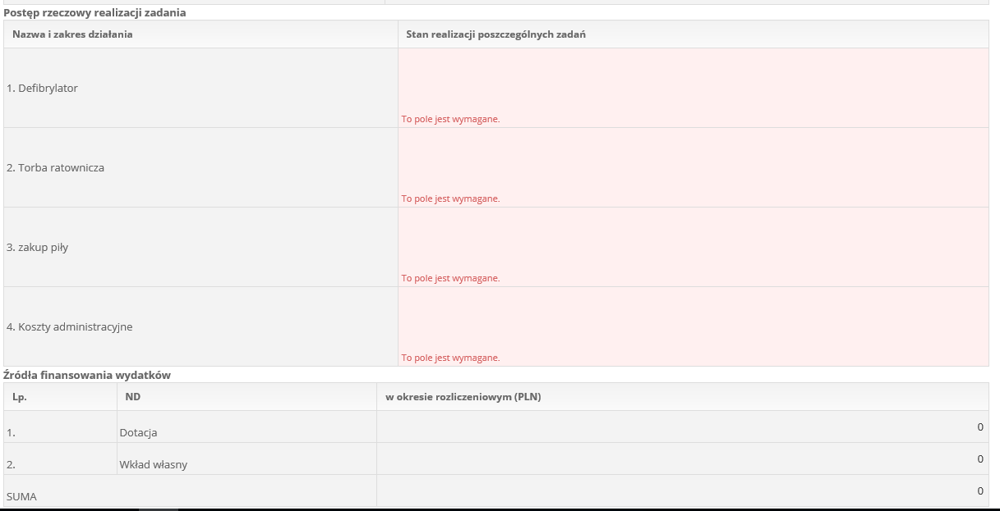 Postęp rzeczowy realizacji zadania
Nazwa i zakres działania Stan realizacji poszczególnych zadań
1. Defibrylator
To pole jest wymagane.
2. Torba ratownicza
To pole jest wymagane.
3. zakup piły
To pole jest wymagane.
4. Koszty administracyjne
To pole jest wymagane.
Źródła finansowania wydatków
Lp. ND w okresie rozliczeniowym (PLN)
1. Dotacja 0
2. Wkład własny 0
SUMA 0